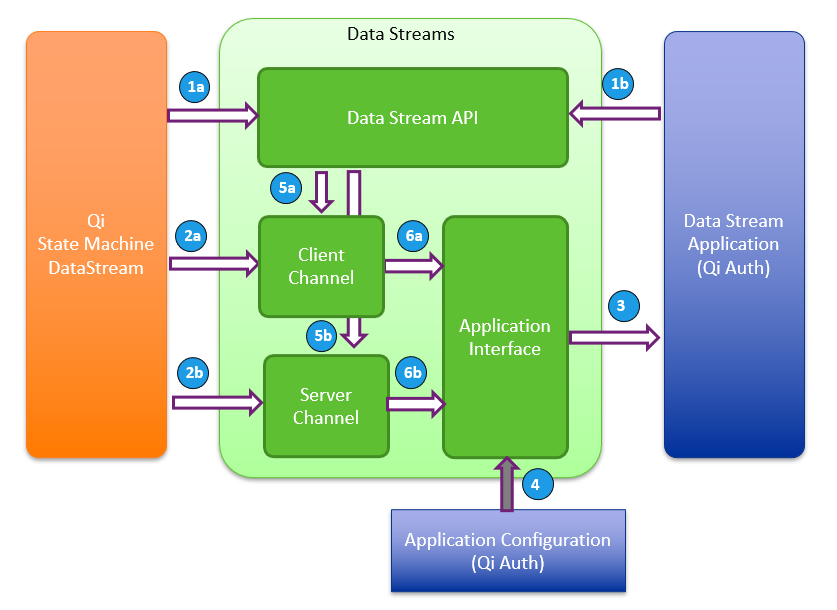 Data Streams
1a
1b
Data Stream API
5a
Qi
State Machine
DataStream
2a
Client
Channel
6a
Data Stream
Application
(Qi Auth)
3
Application
Interface
5b
2b
Server
Channel
6b
4
Application Configuration
(Qi Auth)